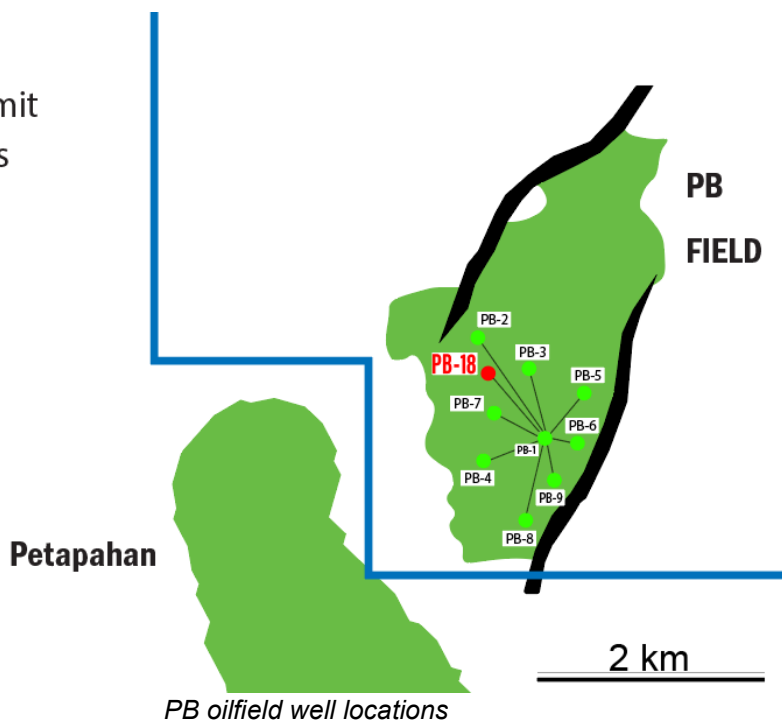 mit
s
PB
FIELD
PB-2
PB-3
PB-18
PB-5
PB-7
PB-6
PB-1
PB-4
PB-9
PB-8
Petapahan
2 km
PB oilfield well locations